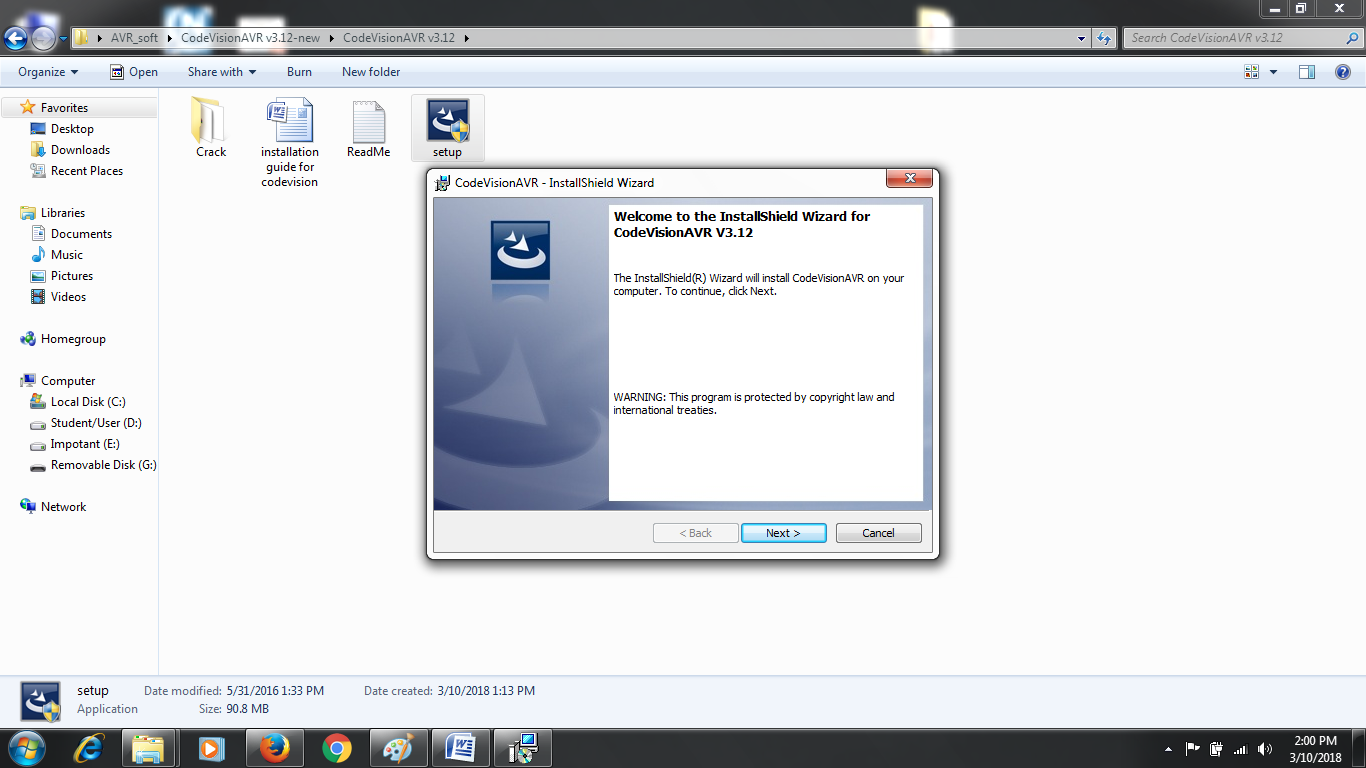 AVR_soft
CodeVisionAVR v3.12-new
CodeVisionAVR v3.12
Search CodeVisionAVR v3.12
Organize
Open
Share with
Burn
New folder
Favorites
Desktop
Downloads
Recent Places
Libraries
Documents
Music
Pictures
Videos
Homegroup
Computer
Local Disk (C:)
Student/User (D:)
Impotant (E:)
Removable Disk (G:)
Network
Crack
installation
guide for
codevision
ReadMe
setup
CodeVisionAVR - InstallShield Wizard
Welcome to the InstallShield Wizard for
CodeVisionAVR V3.12
The InstallShield(R) Wizard will install CodeVisionAVR on your
computer. To continue, click Next.
WARNING: This program is protected by copyright law and
international treaties.
< Back
Next >
Cancel
setup
Date modified: 5/31/2016 1:33 PM
Date created: 3/10/2018 1:13 PM
Application
Size: 90.8 MB
2:00 PM
3/10/2018